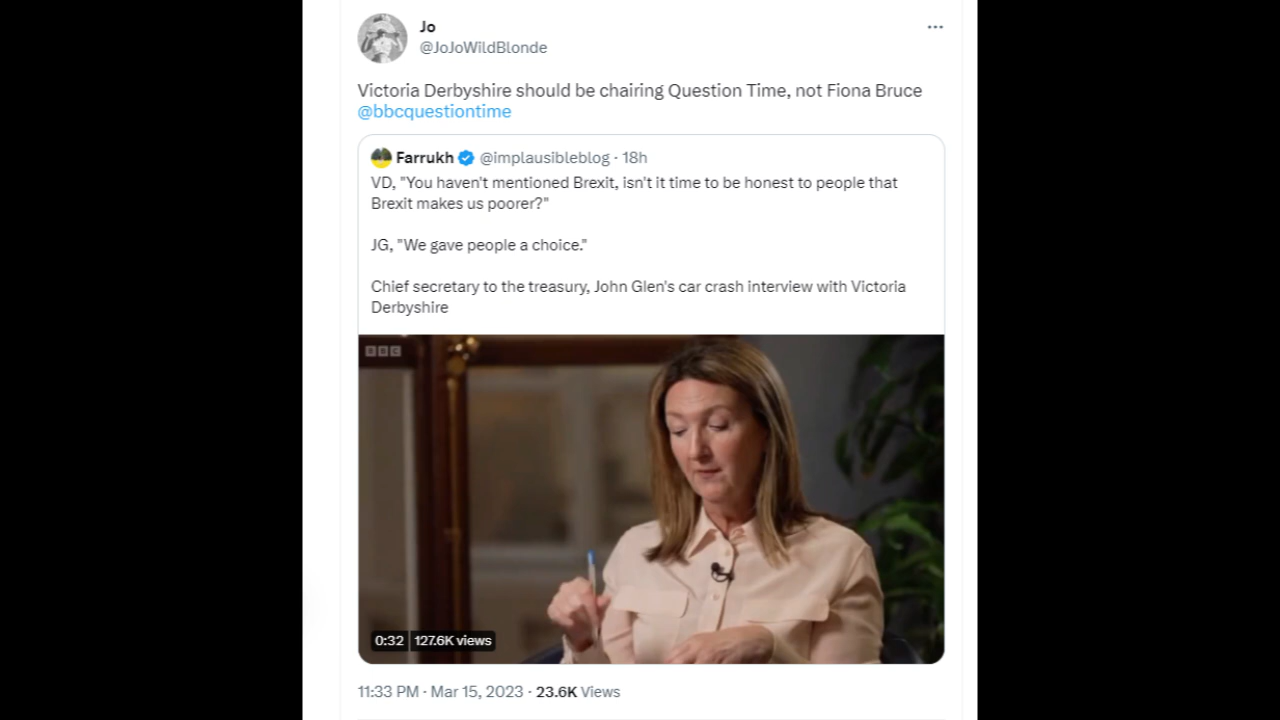 Jo
@JoJoWildBlonde
Victoria Derbyshire should be chairing Question Time, not Fiona Bruce
@bbcquestiontime
Farrukh @implausibleblog · 18h
VD, "You haven't mentioned Brexit, isn't it time to be honest to people that
Brexit makes us poorer?"
JG, "We gave people a choice."
Chief secretary to the treasury, John Glen's car crash interview with Victoria
Derbyshire
BBC
0:32 127.6K views
11:33 PM · Mar 15, 2023 · 23.6K Views